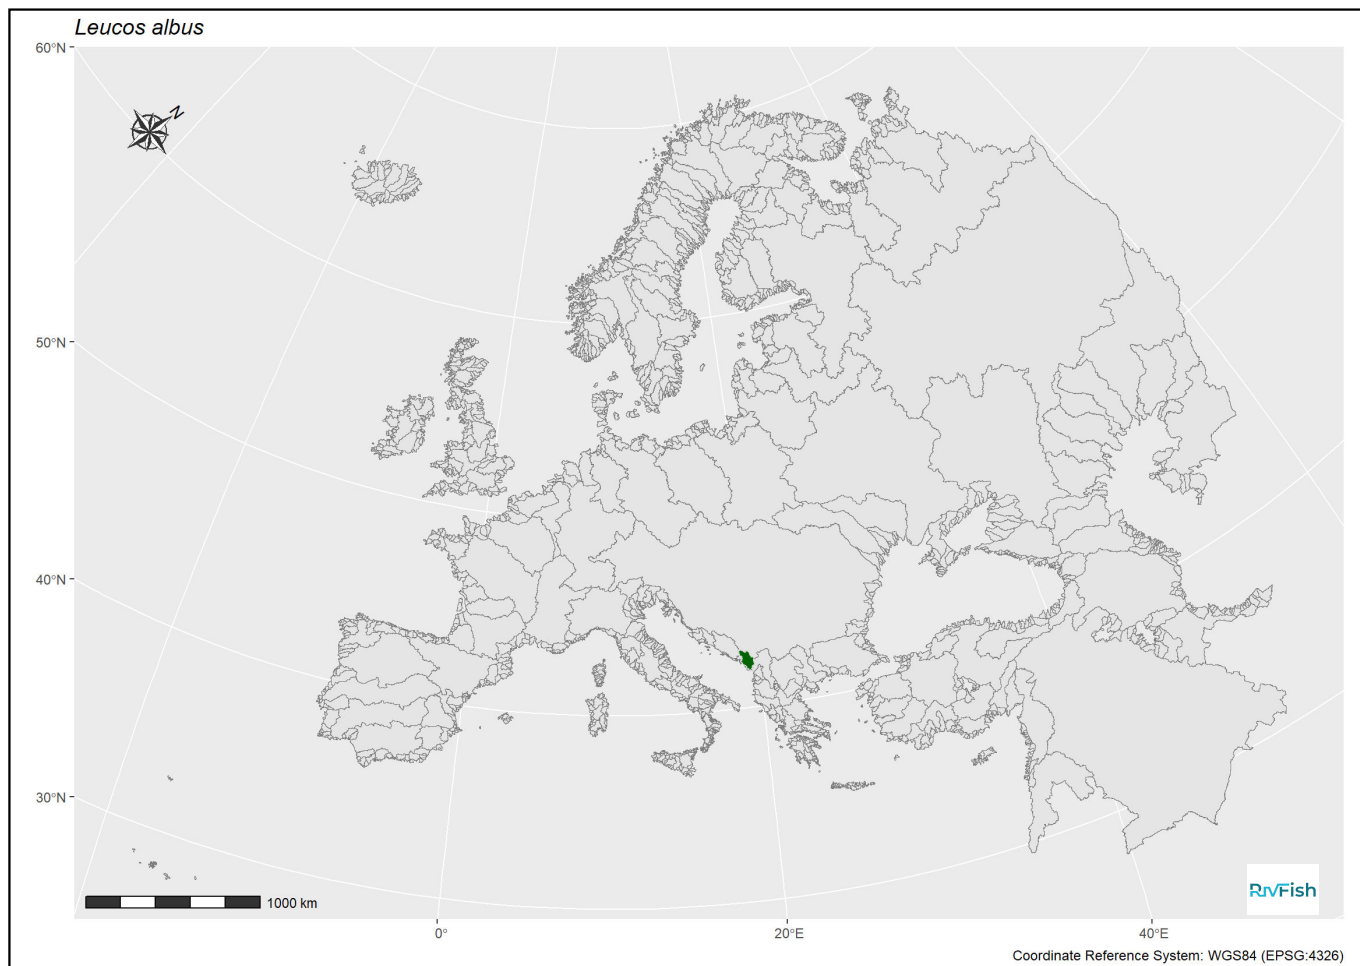 Leucos albus
60°N
N
50°N
40°N
30°N
1000 km
RIVFiSH
0°
20°E
40°E
Coordinate Reference System: WGS84 (EPSG:4326)